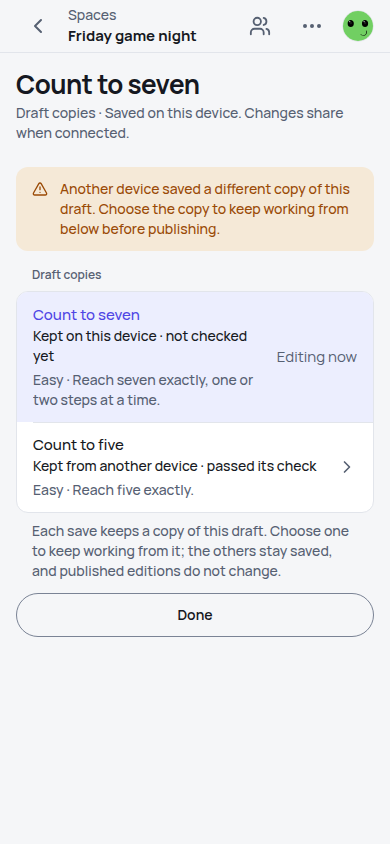 Spaces
Friday game night
Count to seven
Draft copies · Saved on this device. Changes share
when connected.
Another device saved a different copy of this
draft. Choose the copy to keep working from
below before publishing.
Draft copies
Count to seven
Kept on this device · not checked
yet
Editing now
Easy · Reach seven exactly, one or
two steps at a time.
Count to five
Kept from another device · passed its check
Easy · Reach five exactly.
Each save keeps a copy of this draft. Choose one
to keep working from it; the others stay saved,
and published editions do not change.
Done